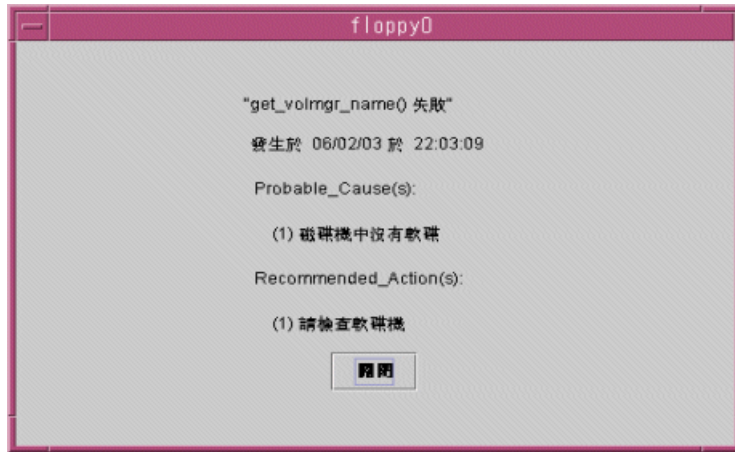 floppy0
"get_volmgr_name() 失敗"
發生於 06/02/03 於 22:03:09
Probable_Cause(s):
(1) 磁碟機中沒有軟碟
Recommended_Action(s):
(1) 請檢查軟碟機
關閉